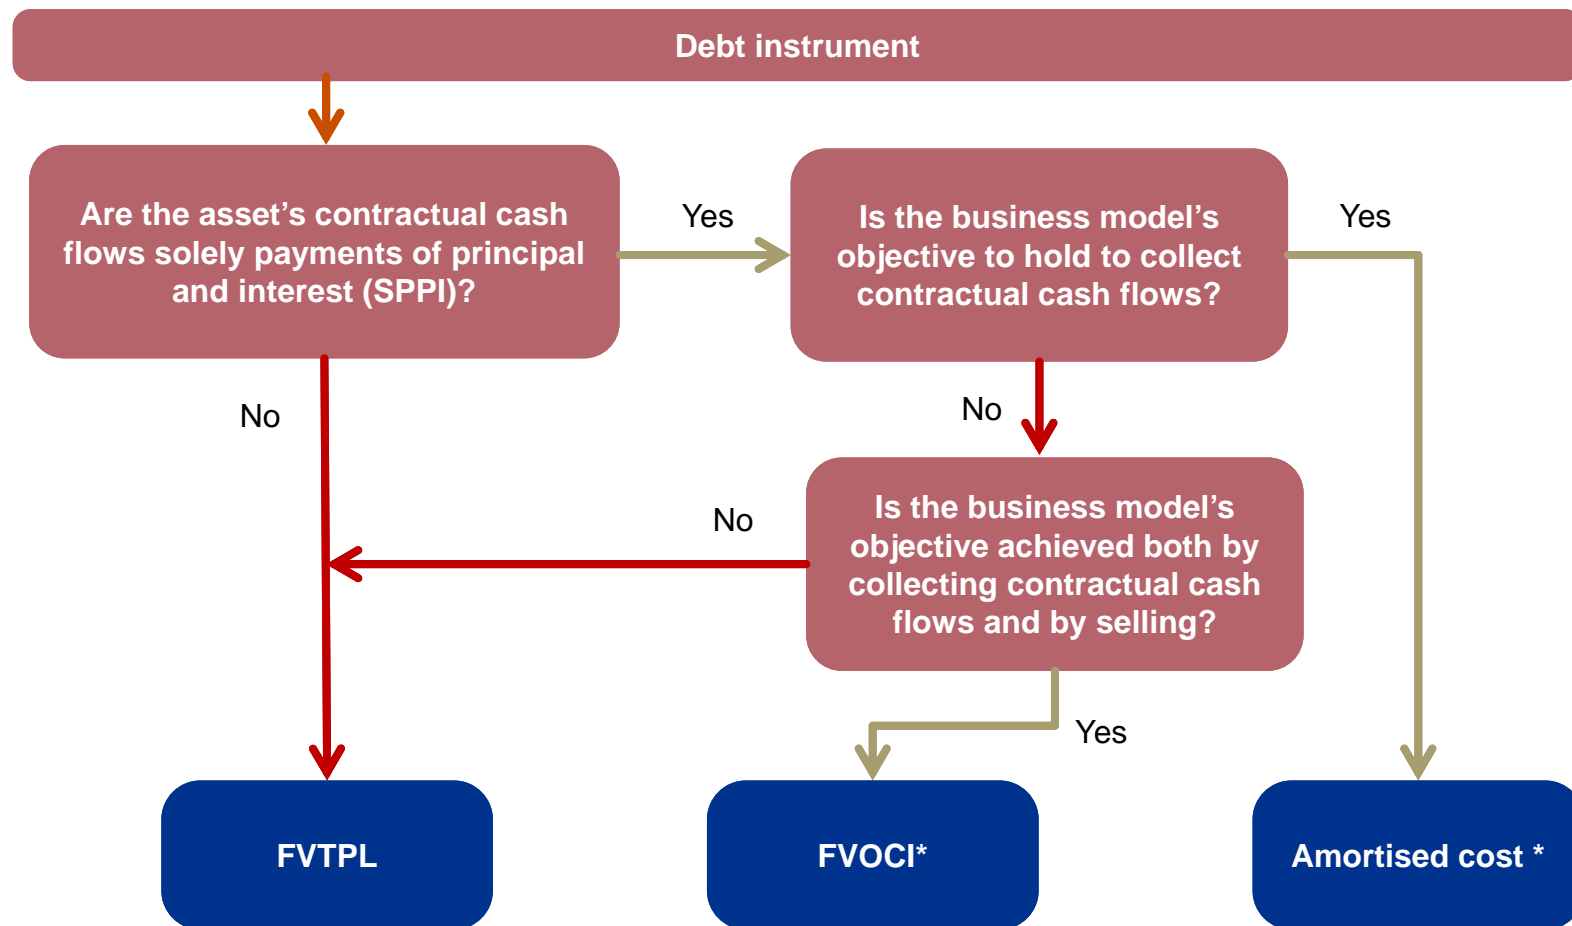 Debt instrument
Are the asset’s contractual cash
flows solely payments of principal
and interest (SPPI)?
Yes
Is the business model’s
objective to hold to collect
contractual cash flows?
Yes
No
No
Is the business model’s
objective achieved both by
collecting contractual cash
flows and by selling?
No
Yes
FVTPL
FVOCI*
Amortised cost *